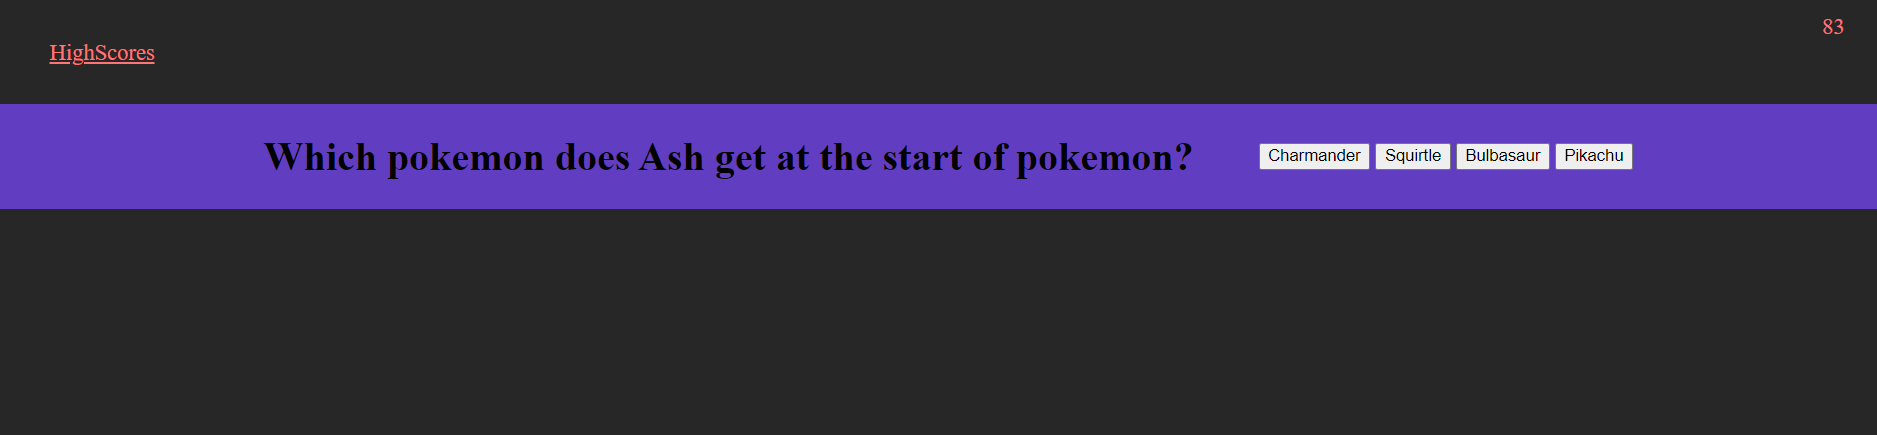 83
HighScores
Which pokemon does Ash get at the start of pokemon? Charmander Squirtle Bulbasaur Pikachu